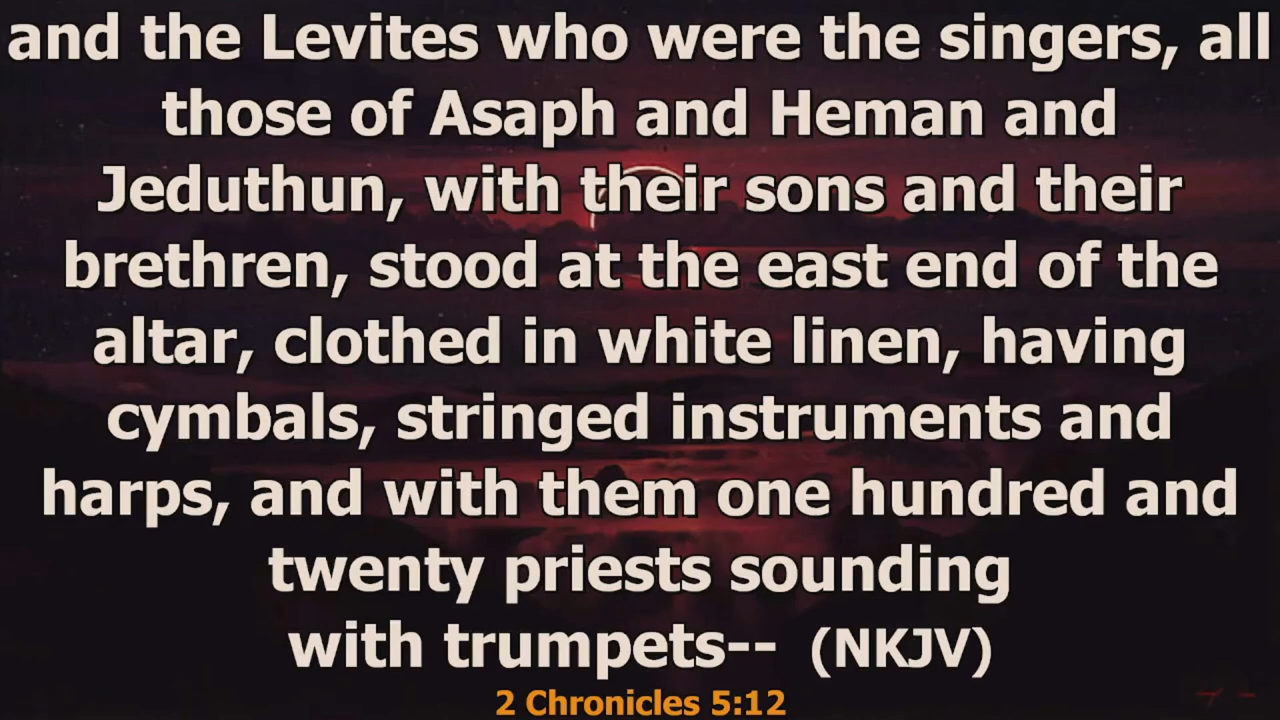 and the Levites who were the singers, all
those of Asaph and Heman and
Jeduthun, with their sons and their
brethren, stood at the east end of the
altar, clothed in white linen, having
cymbals, stringed instruments and
harps, and with them one hundred and
twenty priests sounding
with trumpets-- (NKJV)
2 Chronicles 5:12